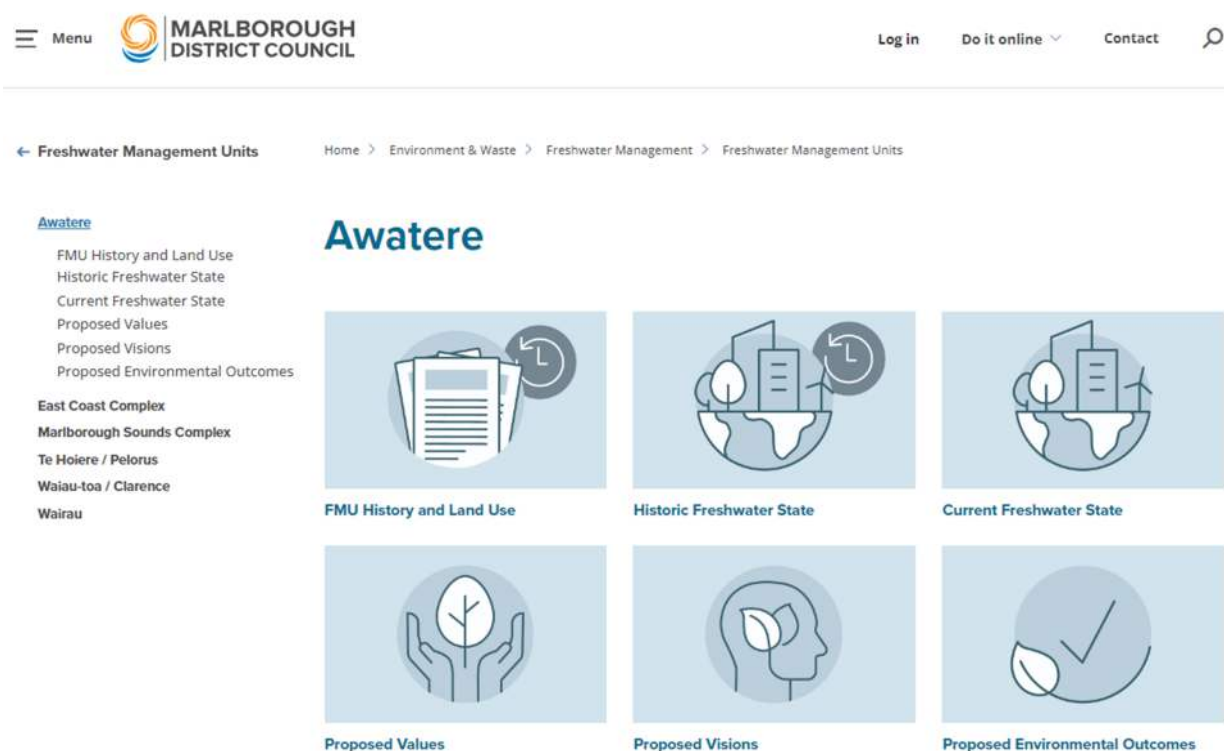 Menu
MARLBOROUGH
DISTRICT COUNCIL
Log in
Do it online
Contact
Freshwater Management Units
Home > Environment & Waste > Freshwater Management > Freshwater Management Units
Awatere
FMU History and Land Use
Historic Freshwater State
Current Freshwater State
Proposed Values
Proposed Visions
Proposed Environmental Outcomes
East Coast Complex
Marlborough Sounds Complex
Te Hoiere / Pelorus
Waiau-toa / Clarence
Wairau
Awatere
FMU History and Land Use
Historic Freshwater State
Current Freshwater State
Proposed Values
Proposed Visions
Proposed Environmental Outcomes